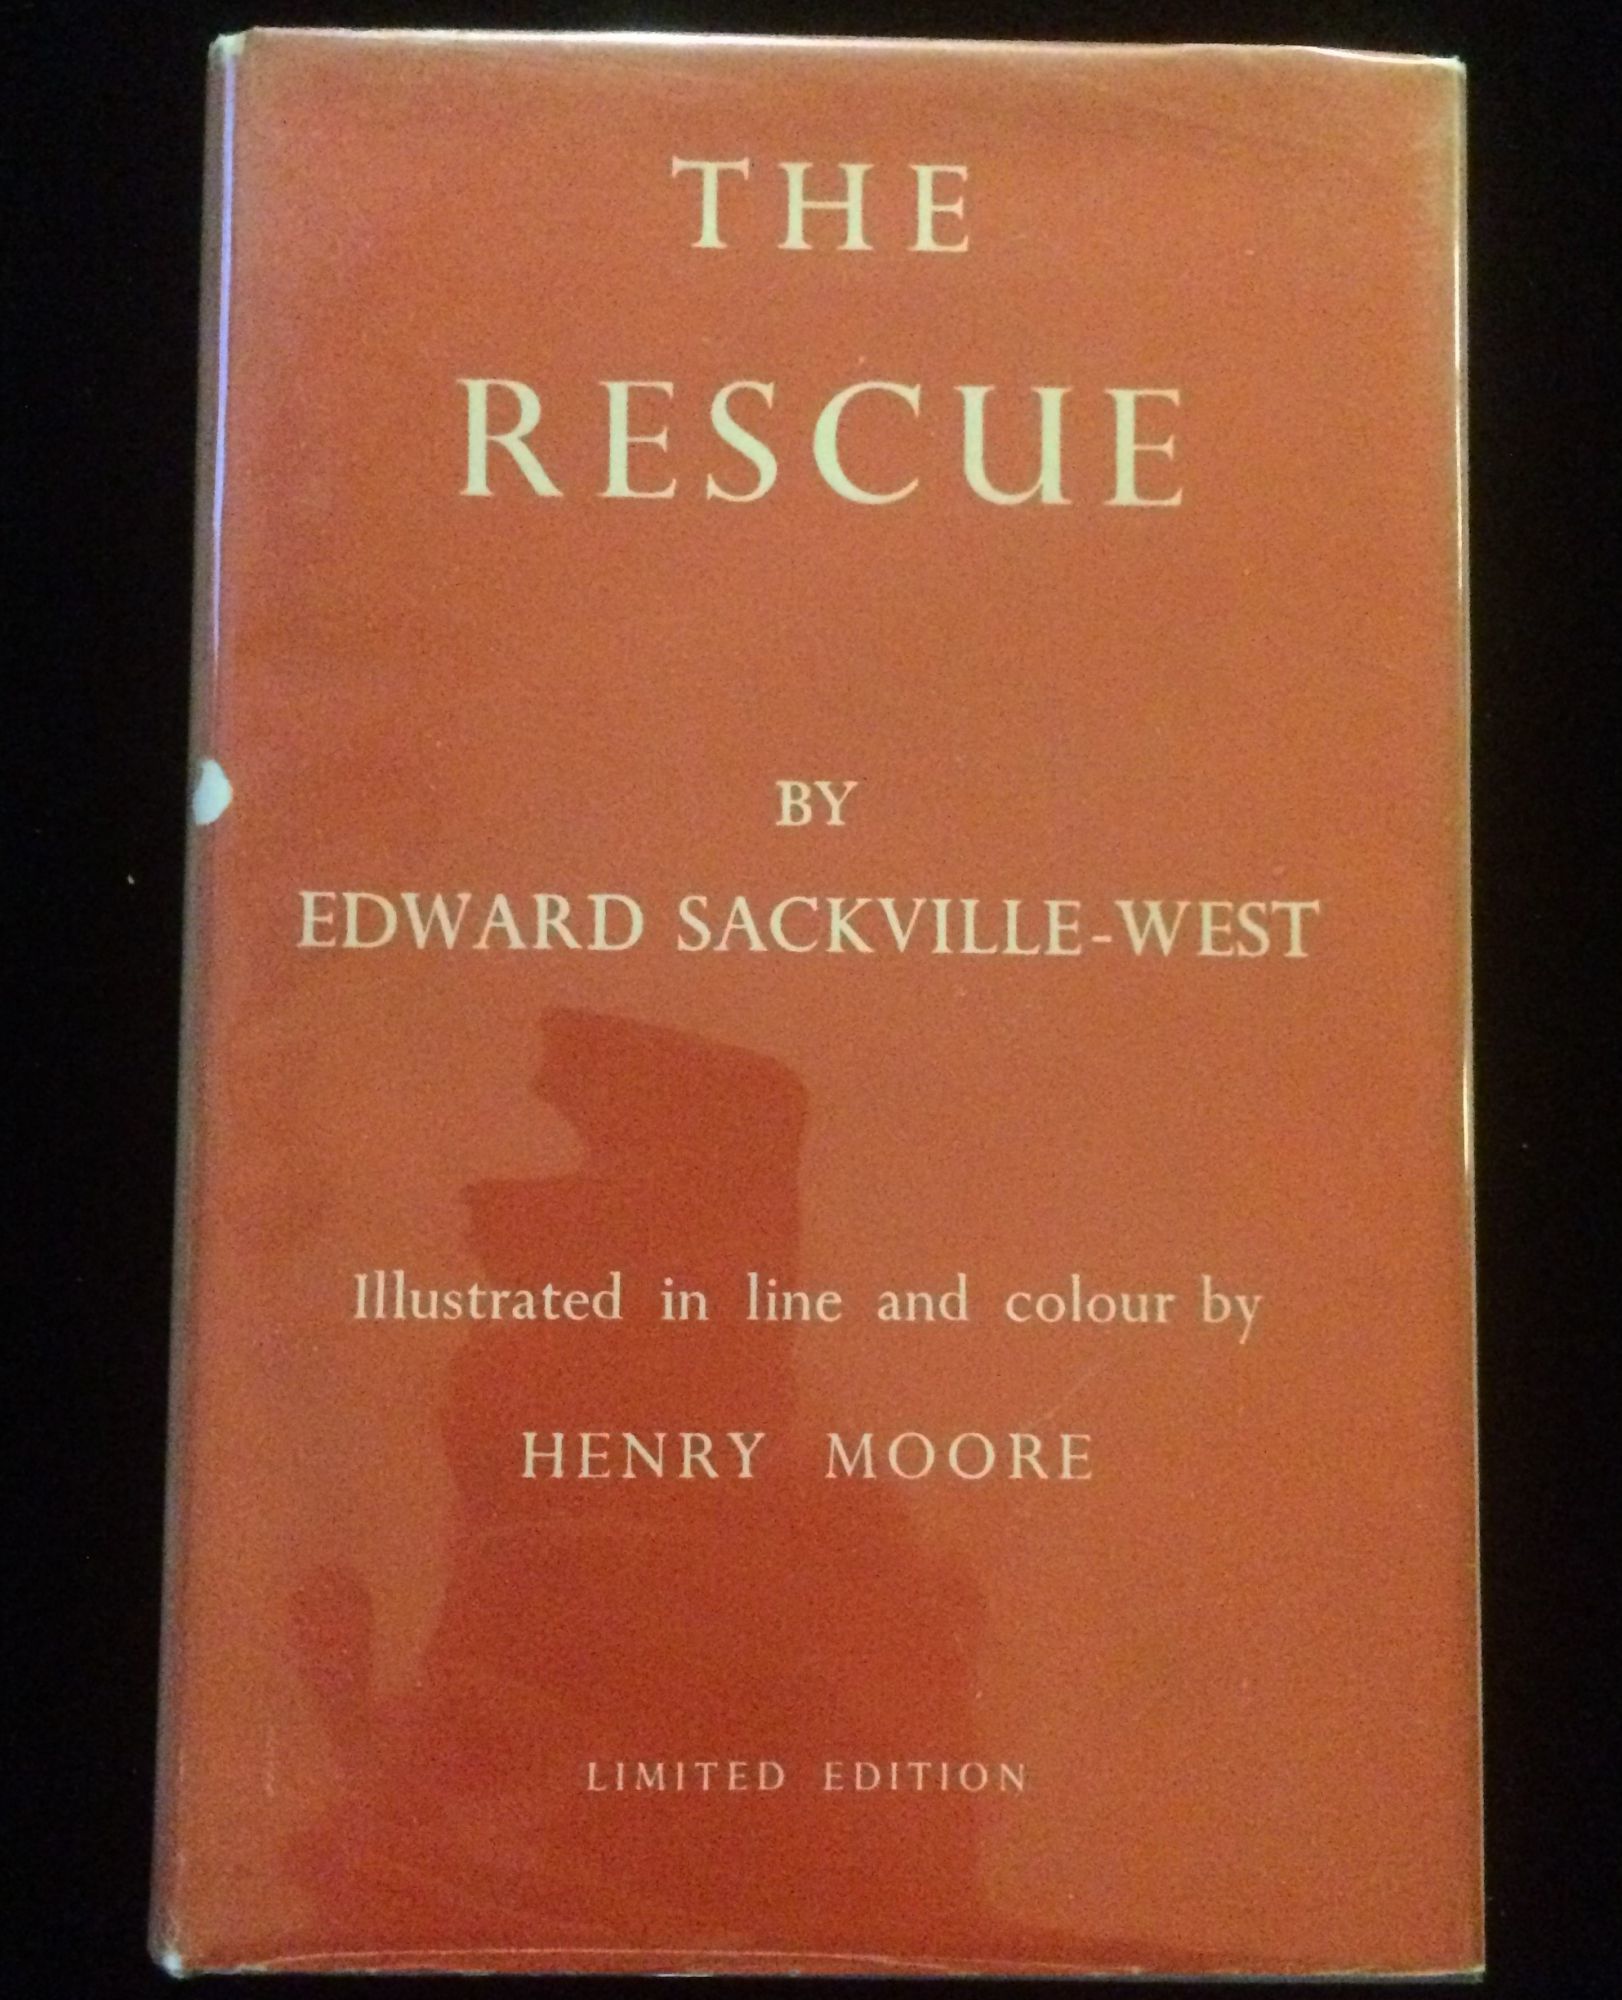 THE
RESCUE
BY
EDWARD SACKVILLE-WEST
Illustrated in line and colour by
HENRY MOORE
LIMITED EDITION